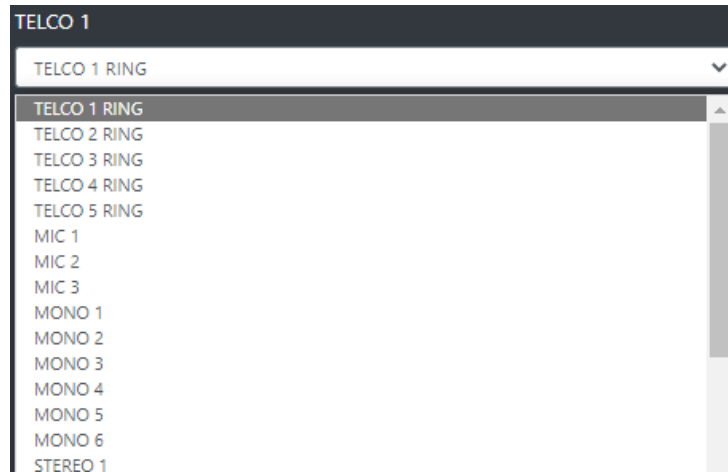 TELCO 1
TELCO 1 RING
TELCO 1 RING
TELCO 2 RING
TELCO 3 RING
TELCO 4 RING
TELCO 5 RING
MIC 1
MIC 2
MIC 3
MONO 1
MONO 2
MONO 3
MONO 4
MONO 5
MONO 6
STEREO 1